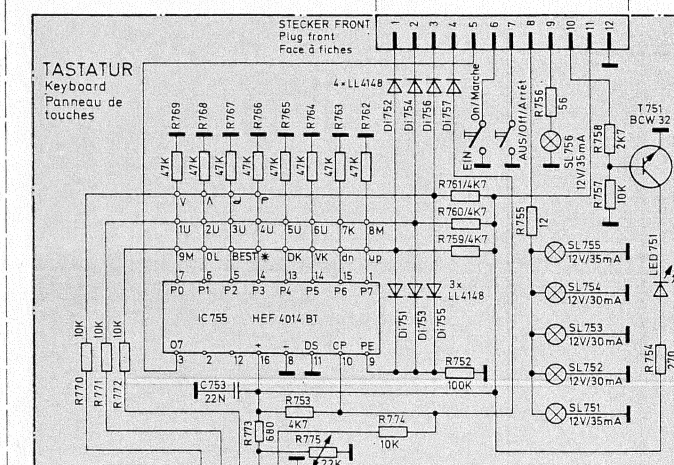 STECKER FRONT
Plug front
Face à fiches
1 2 3 4 5 6 7 8 9 10 11 12
TASTATUR
Keyboard
Panneau de
touches
4×LL4148
Di752 Di754 Di756 Di757
EIN On/Marche
AUS/Off/Arrêt
R756 56
SL756
12V/35mA
R758 2K7
T751
BCW 32
R757 10K
R769 R768 R767 R766 R765 R764 R763 R762
47K 47K 47K 47K 47K 47K 47K 47K
R761/4K7
R760/4K7
R759/4K7
R755 12
1U 2U 3U 4U 5U 6U 7K 8M
9M 0L BEST * DK VK dn up
7 6 5 4 13 14 15 1
P0 P1 P2 P3 P4 P5 P6 P7
IC755 HEF 4014 BT
O7 + - DS CP PE
3 2 12 16 8 11 10 9
3×
LL4148
Di751 Di753 Di755
SL755
12V/35mA
SL754
12V/30mA
SL753
12V/30mA
SL752
12V/30mA
SL751
12V/35mA
LED751
R754 270
10K 10K 10K
R770 R771 R772
C753
22N
R752
100K
R753
4K7
R773 680
R774
10K
R775
22K